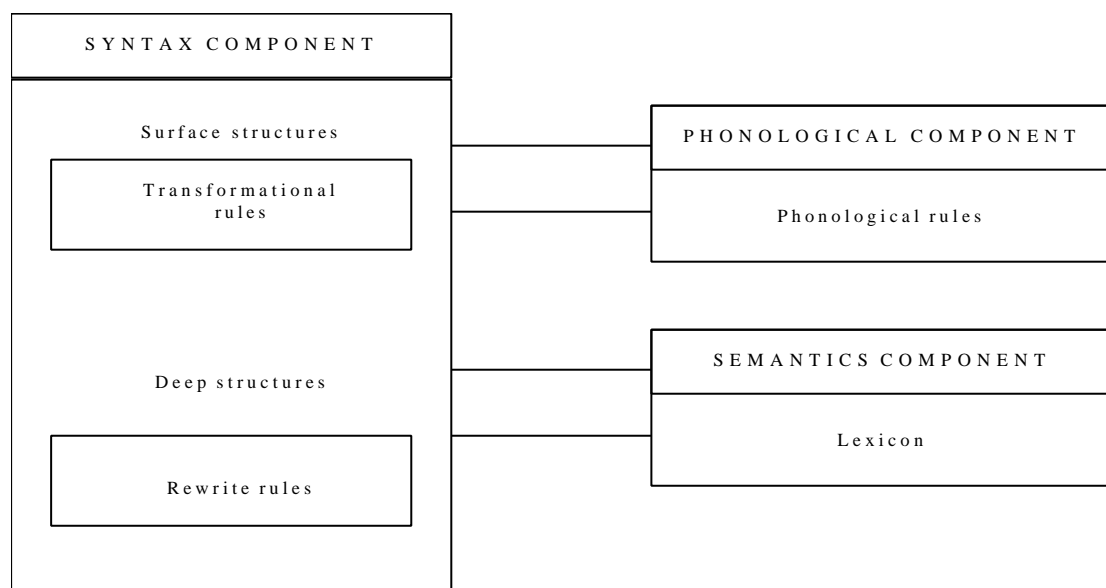 SYNTAX COMPONENT
Surface structures
Transformational
rules
Deep structures
Rewrite rules
PHONOLOGICAL COMPONENT
Phonological rules
SEMANTICS COMPONENT
Lexicon